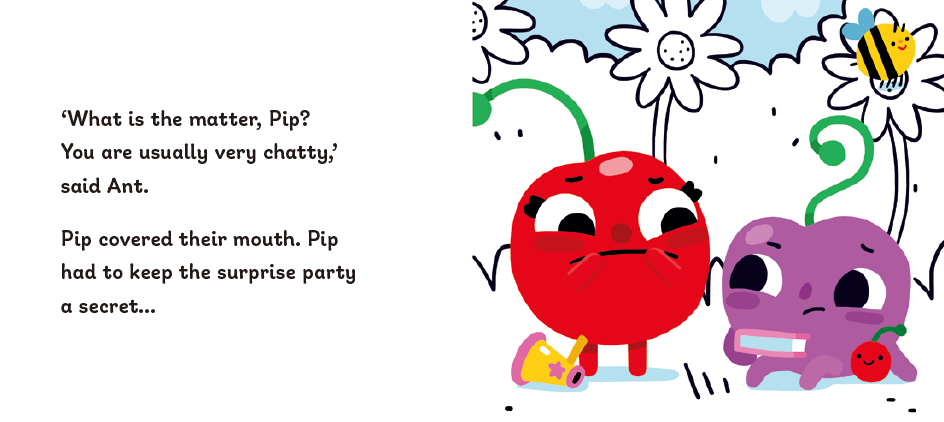 ‘What is the matter, Pip?
You are usually very chatty,’
said Ant.
Pip covered their mouth. Pip
had to keep the surprise party
a secret...